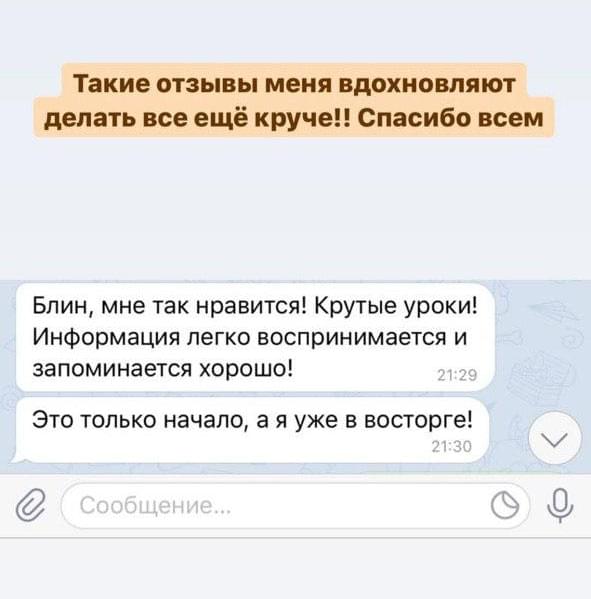 Такие отзывы меня вдохновляют
делать все ещё круче!! Спасибо всем
Блин, мне так нравится! Крутые уроки!
Информация легко воспринимается и
запоминается хорошо!
21:29
Это только начало, а я уже в восторге!
21:30
Сообщение...